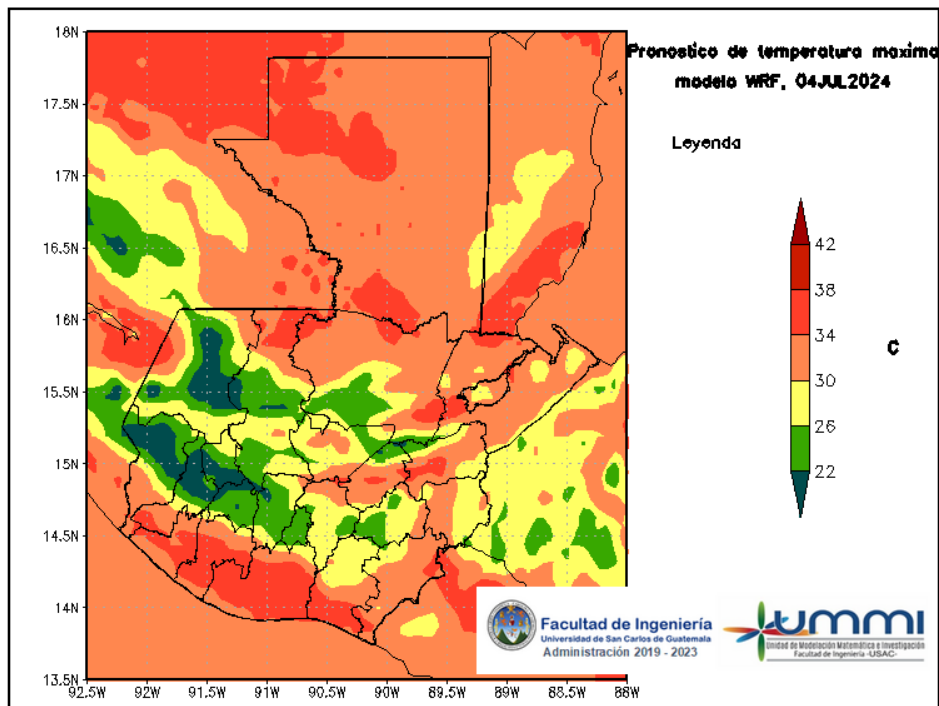 Pronostico de temperatura maxima
modelo WRF, 04JUL2024
Leyenda
18N
17.5N
17N
16.5N
16N
15.5N
15N
14.5N
14N
13.5N
92.5W
92W
91.5W
91W
90.5W
90W
89.5W
89W
88.5W
88W
42
38
34
30
26
22
C
Facultad de Ingeniería
Universidad de San Carlos de Guatemala
Administración 2019 - 2023
ummi
Unidad de Modelación Matemática e Investigación
Facultad de Ingeniería -USAC-